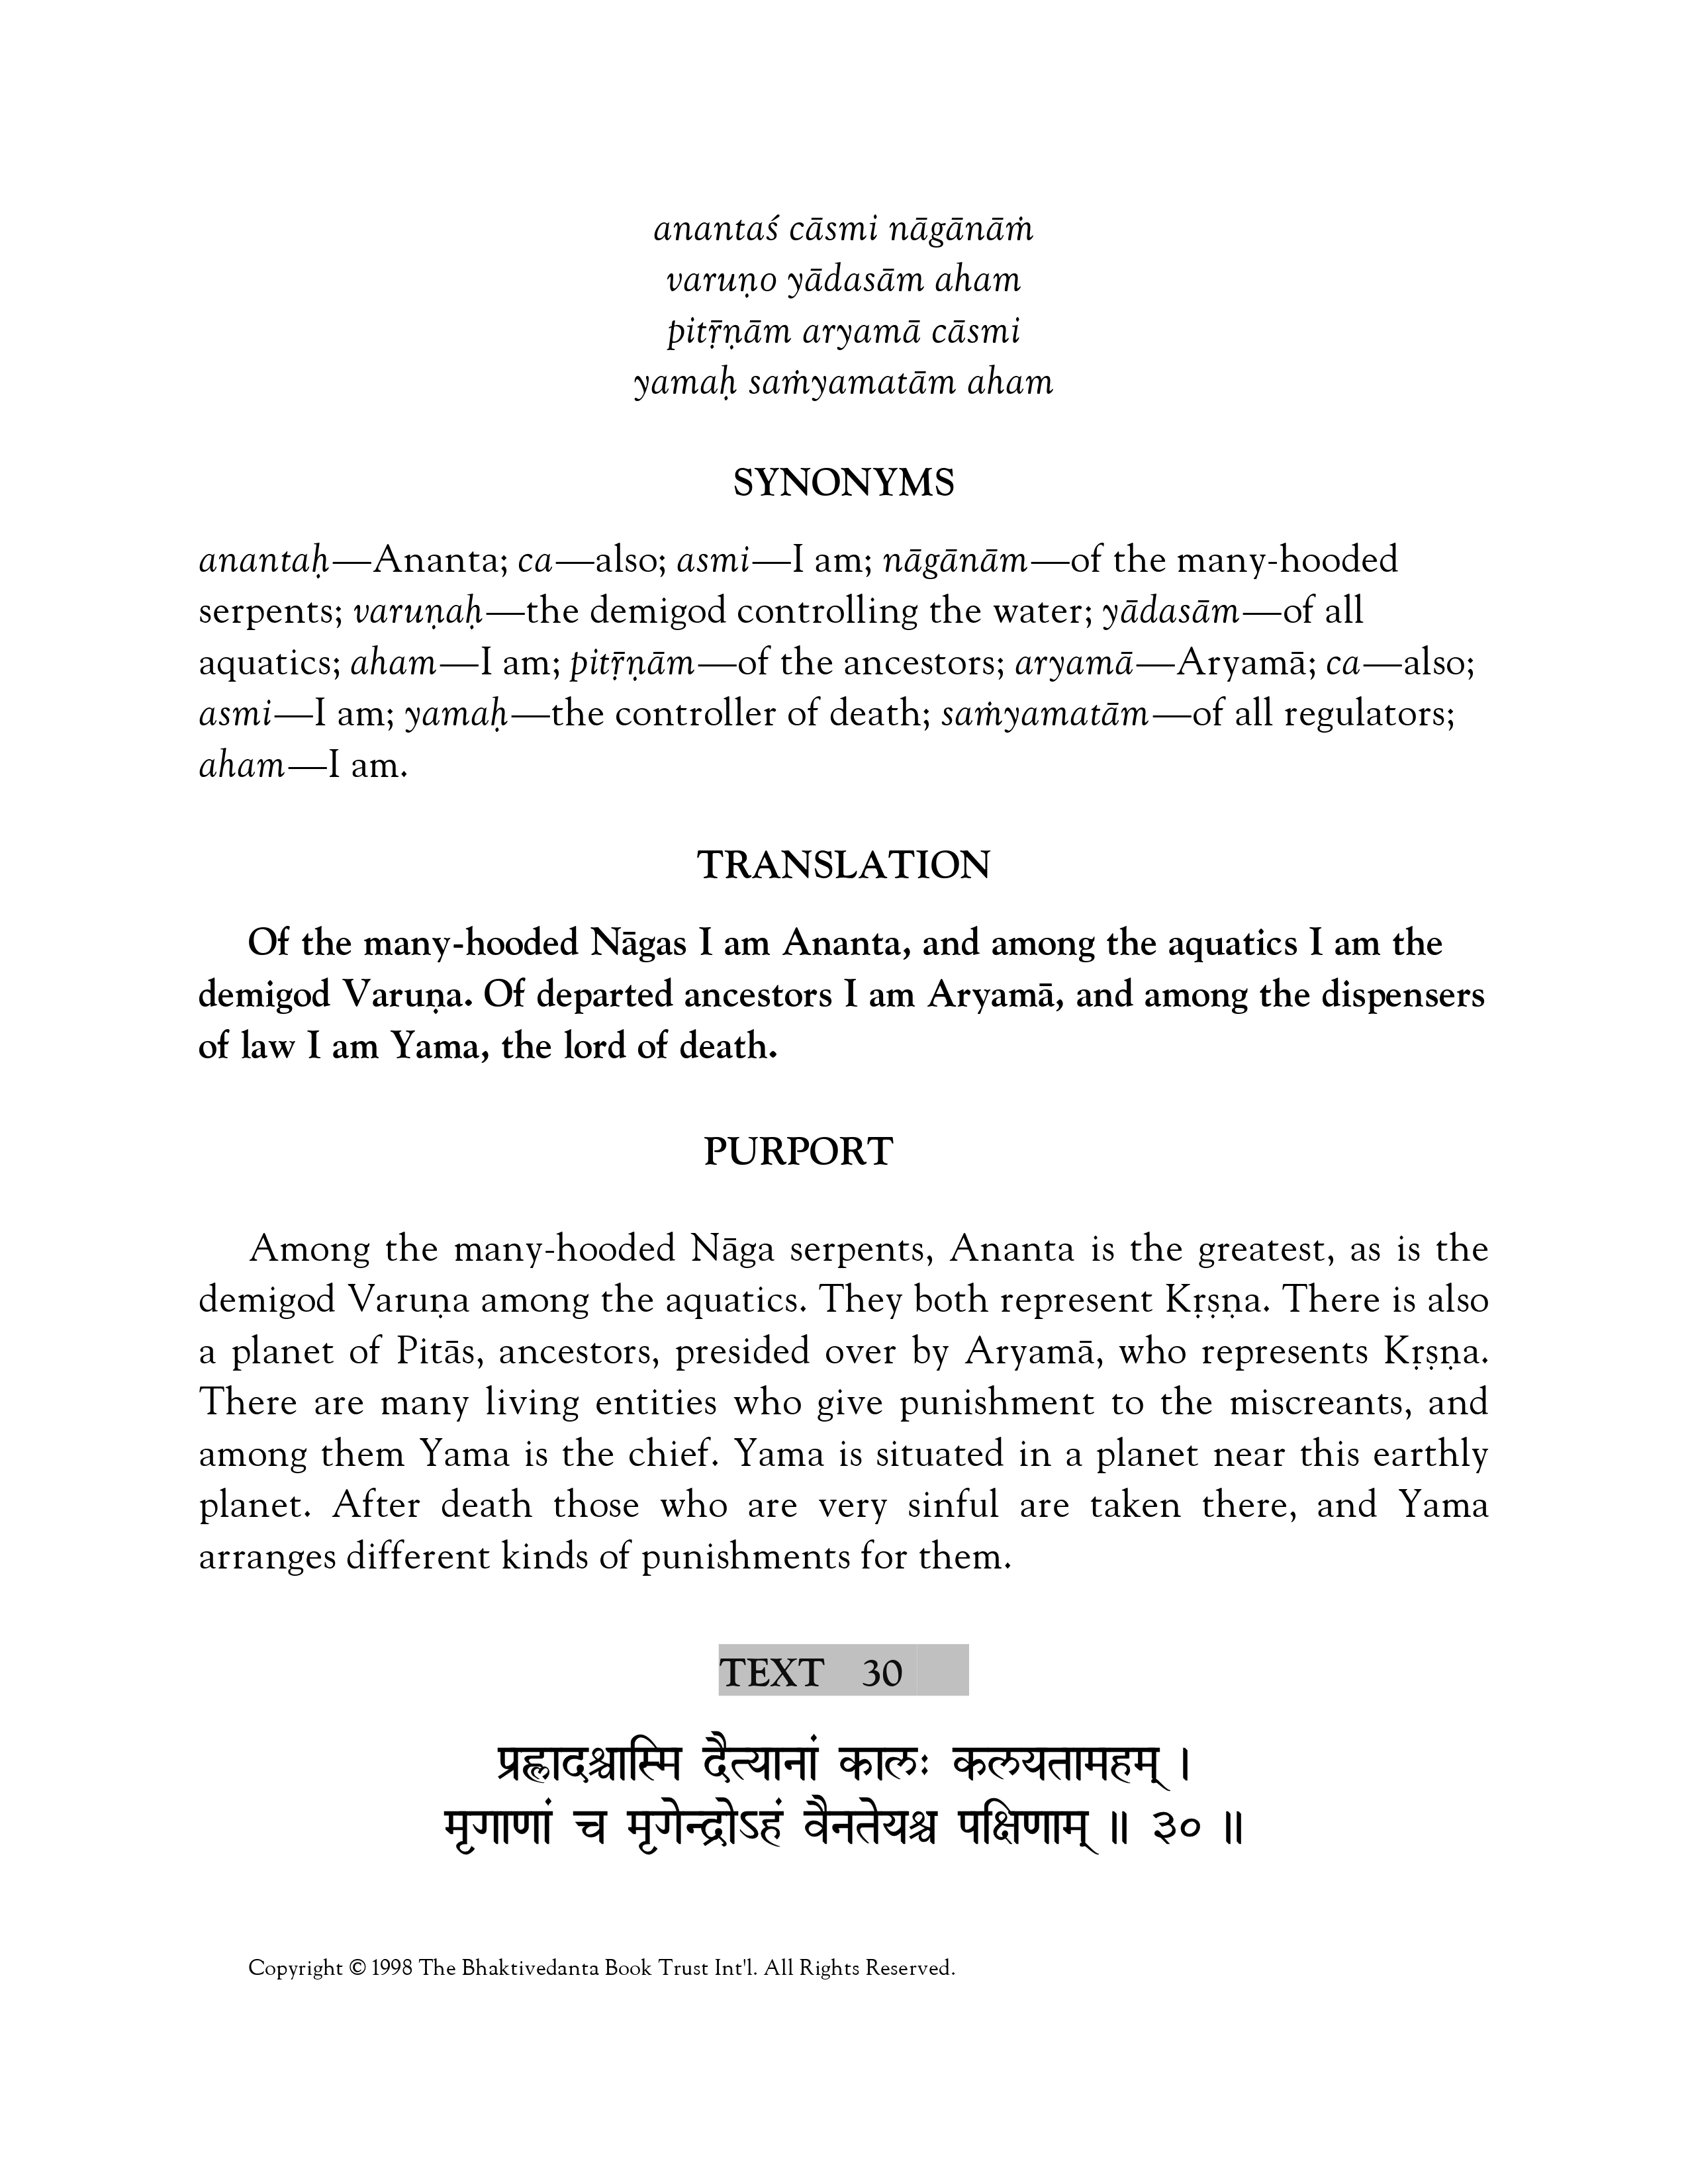 anantaś cāsmi nāgānāṁ
varuṇo yādasām aham
pitṝṇām aryamā cāsmi
yamaḥ saṁyamatām aham
SYNONYMS
anantaḥ—Ananta; ca—also; asmi—I am; nāgānām—of the many-hooded
serpents; varuṇaḥ—the demigod controlling the water; yādasām—of all
aquatics; aham—I am; pitṝṇām—of the ancestors; aryamā—Aryamā; ca—also;
asmi—I am; yamaḥ—the controller of death; saṁyamatām—of all regulators;
aham—I am.
TRANSLATION
Of the many-hooded Nāgas I am Ananta, and among the aquatics I am the
demigod Varuṇa. Of departed ancestors I am Aryamā, and among the dispensers
of law I am Yama, the lord of death.
PURPORT
Among the many-hooded Nāga serpents, Ananta is the greatest, as is the
demigod Varuṇa among the aquatics. They both represent Kṛṣṇa. There is also
a planet of Pitās, ancestors, presided over by Aryamā, who represents Kṛṣṇa.
There are many living entities who give punishment to the miscreants, and
among them Yama is the chief. Yama is situated in a planet near this earthly
planet. After death those who are very sinful are taken there, and Yama
arranges different kinds of punishments for them.
TEXT 30
प्रह्लादश्चास्मि दैत्यानां कालः कलयतामहम् ।
मृगाणां च मृगेन्द्रोऽहं वैनतेयश्च पक्षिणाम् ॥ ३० ॥
Copyright © 1998 The Bhaktivedanta Book Trust Int'l. All Rights Reserved.